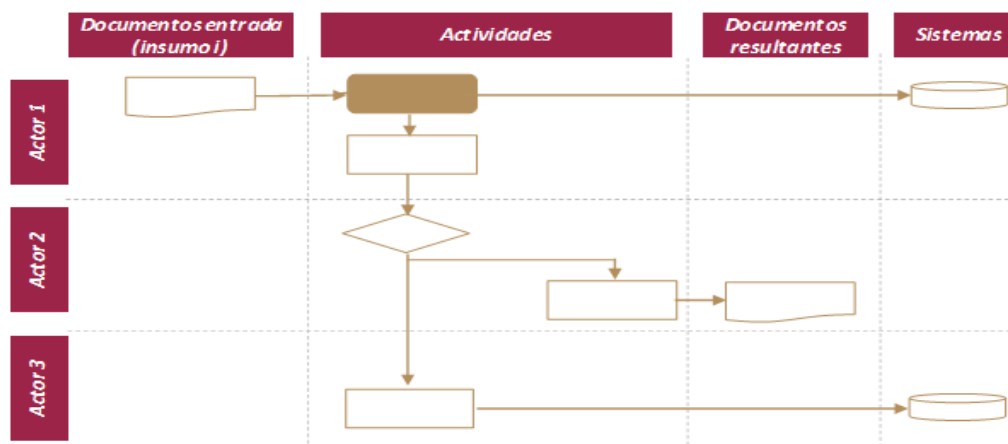 Documentos entrada
(insumo i)
Actividades
Documentos
resultantes
Sistemas
Actor 1
Actor 2
Actor 3